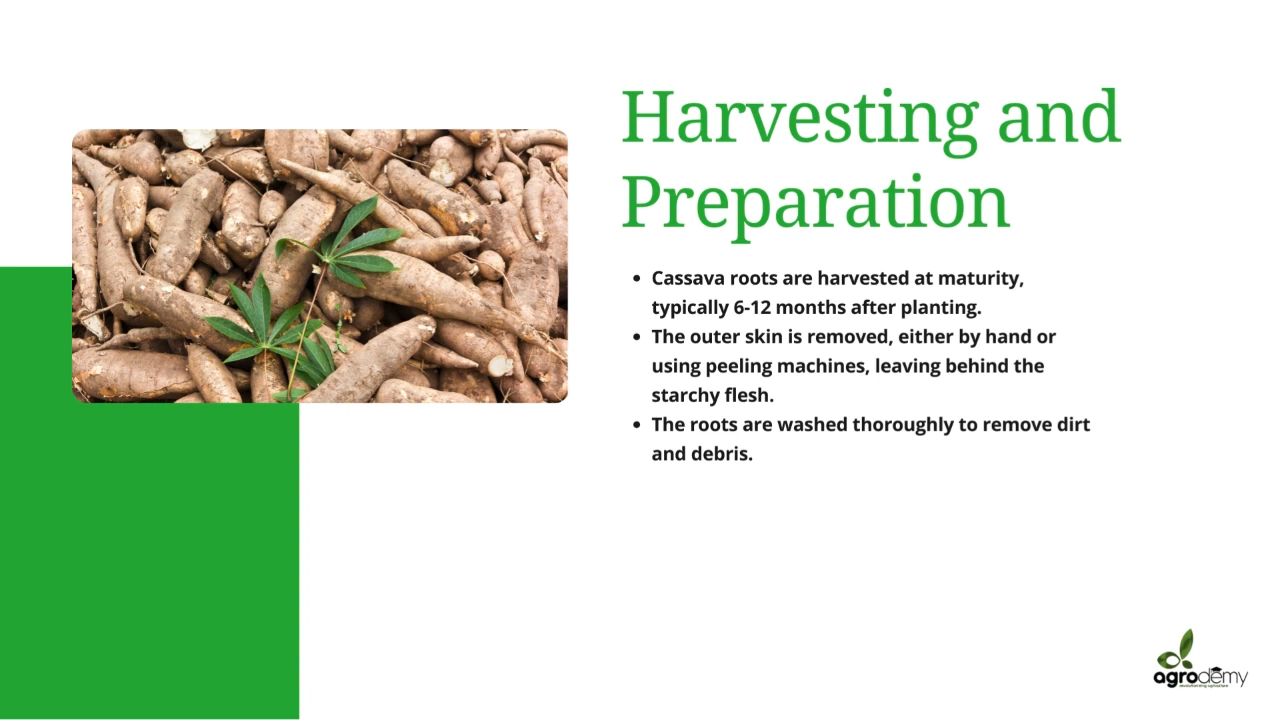 Harvesting and
Preparation
• Cassava roots are harvested at maturity,
typically 6-12 months after planting.
• The outer skin is removed, either by hand or
using peeling machines, leaving behind the
starchy flesh.
• The roots are washed thoroughly to remove dirt
and debris.
agrodemy